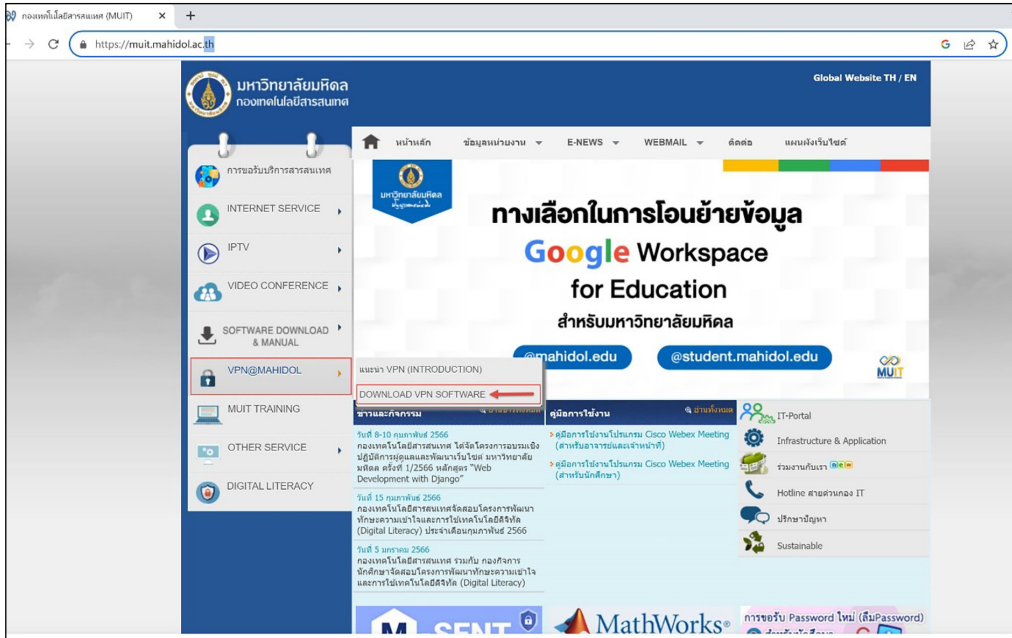 กองเทคโนโลยีสารสนเทศ (MUIT)
https://muit.mahidol.ac.th
มหาวิทยาลัยมหิดล
กองเทคโนโลยีสารสนเทศ
Global Website TH / EN
หน้าหลัก ข้อมูลหน่วยงาน E-NEWS WEBMAIL ติดต่อ แผนผังเว็บไซต์
การขอรับบริการสารสนเทศ
INTERNET SERVICE
IPTV
VIDEO CONFERENCE
SOFTWARE DOWNLOAD
& MANUAL
VPN@MAHIDOL
MUIT TRAINING
OTHER SERVICE
DIGITAL LITERACY
มหาวิทยาลัยมหิดล
ทางเลือกในการโอนย้ายข้อมูล
Google Workspace
for Education
สำหรับมหาวิทยาลัยมหิดล
@mahidol.edu @student.mahidol.edu
MUIT
แนะนำ VPN (INTRODUCTION)
DOWNLOAD VPN SOFTWARE
ข่าวและกิจกรรม อ่านข่าวทั้งหมด
วันที่ 8-10 กุมภาพันธ์ 2566
กองเทคโนโลยีสารสนเทศ ได้จัดโครงการอบรมเชิง
ปฏิบัติการผู้ดูแลและพัฒนาเว็บไซต์ มหาวิทยาลัย
มหิดล ครั้งที่ 1/2566 หลักสูตร "Web
Development with Django"
วันที่ 15 กุมภาพันธ์ 2566
กองเทคโนโลยีสารสนเทศจัดสอบโครงการพัฒนา
ทักษะความเข้าใจและการใช้เทคโนโลยีดิจิทัล
(Digital Literacy) ประจำเดือนกุมภาพันธ์ 2566
วันที่ 5 มกราคม 2566
กองเทคโนโลยีสารสนเทศ ร่วมกับ กองกิจการ
นักศึกษาจัดสอบโครงการพัฒนาทักษะความเข้าใจ
และการใช้เทคโนโลยีดิจิทัล (Digital Literacy)
คู่มือการใช้งาน อ่านทั้งหมด
คู่มือการใช้งานโปรแกรม Cisco Webex Meeting
(สำหรับอาจารย์และเจ้าหน้าที่)
คู่มือการใช้งานโปรแกรม Cisco Webex Meeting
(สำหรับนักศึกษา)
IT-Portal
Infrastructure & Application
ร่วมงานกับเรา new
Hotline สายด่วนกอง IT
ปรึกษาปัญหา
Sustainable
SENT
MathWorks®
การขอรับ Password ใหม่ (ลืมPassword)